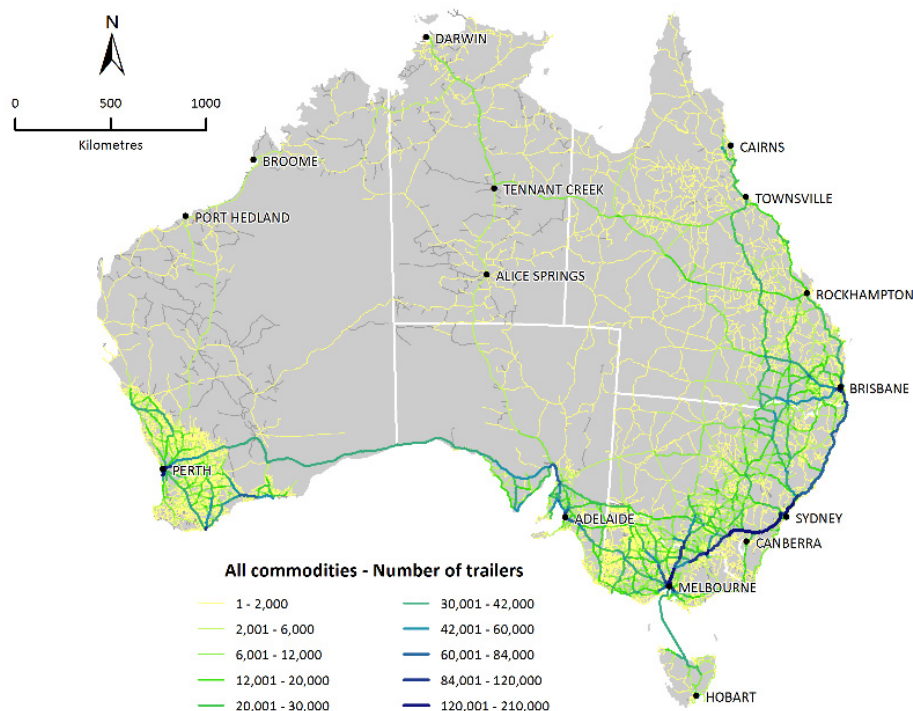 N
0 500 1000
Kilometres
DARWIN
BROOME
CAIRNS
TENNANT CREEK
TOWNSVILLE
PORT HEDLAND
ALICE SPRINGS
ROCKHAMPTON
BRISBANE
PERTH
ADELAIDE
SYDNEY
CANBERRA
MELBOURNE
All commodities - Number of trailers
1 - 2,000
2,001 - 6,000
6,001 - 12,000
12,001 - 20,000
20,001 - 30,000
30,001 - 42,000
42,001 - 60,000
60,001 - 84,000
84,001 - 120,000
120,001 - 210,000
HOBART